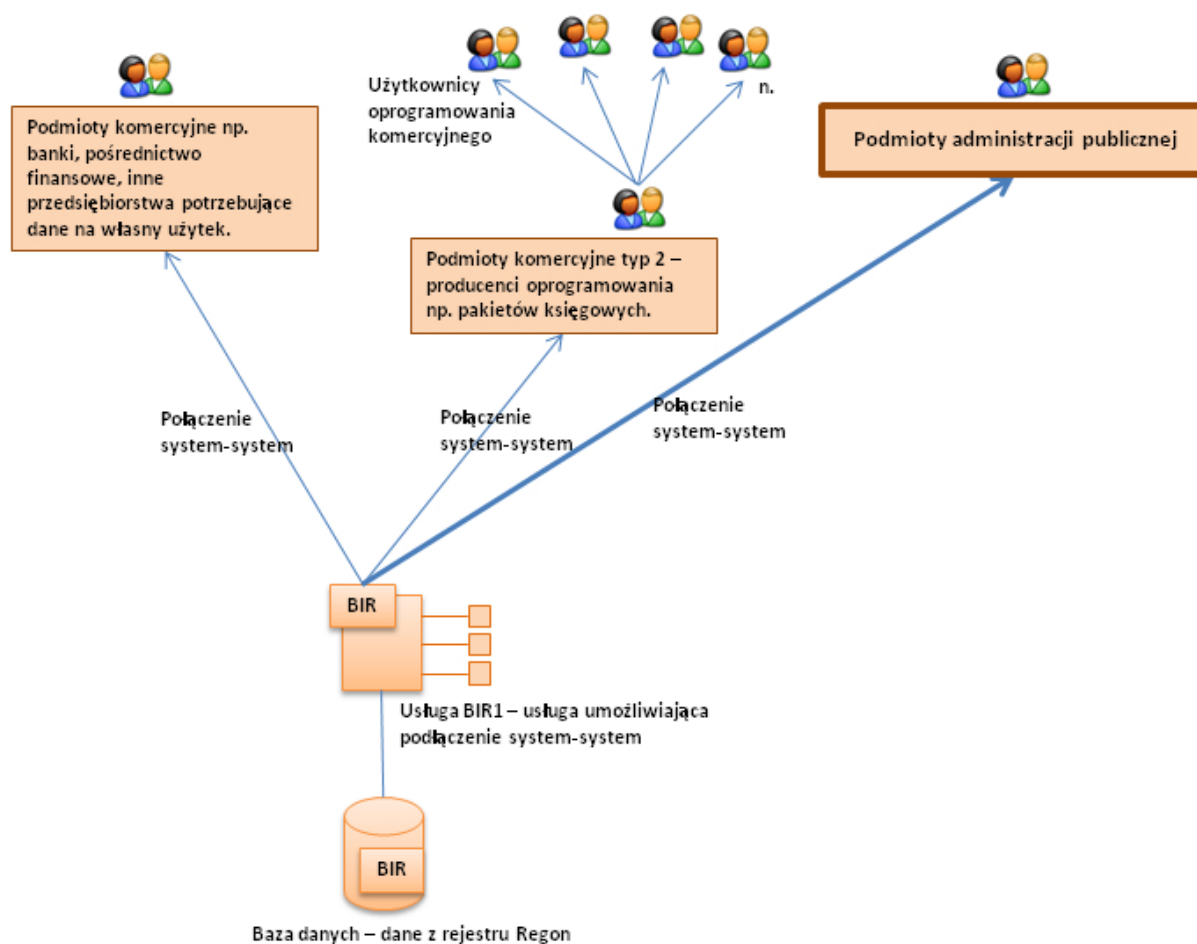 Użytkownicy
oprogramowania
komercyjnego
n.
Podmioty komercyjne np.
banki, pośrednictwo
finansowe, inne
przedsiębiorstwa potrzebujące
dane na własny użytek.
Podmioty administracji publicznej
Podmioty komercyjne typ 2 –
producenci oprogramowania
np. pakietów księgowych.
Połączenie
system-system
Połączenie
system-system
Połączenie
system-system
BIR
Usługa BIR1 – usługa umożliwiająca
podłączenie system-system
BIR
Baza danych – dane z rejestru Regon